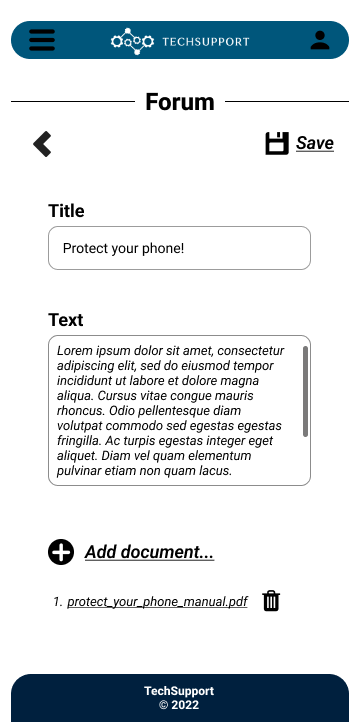 TECHSUPPORT
Forum
Save
Title
Protect your phone!
Text
Lorem ipsum dolor sit amet, consectetur
adipiscing elit, sed do eiusmod tempor
incididunt ut labore et dolore magna
aliqua. Cursus vitae congue mauris
rhoncus. Odio pellentesque diam
volutpat commodo sed egestas egestas
fringilla. Ac turpis egestas integer eget
aliquet. Diam vel quam elementum
pulvinar etiam non quam lacus.
Add document...
1. protect_your_phone_manual.pdf
TechSupport
© 2022